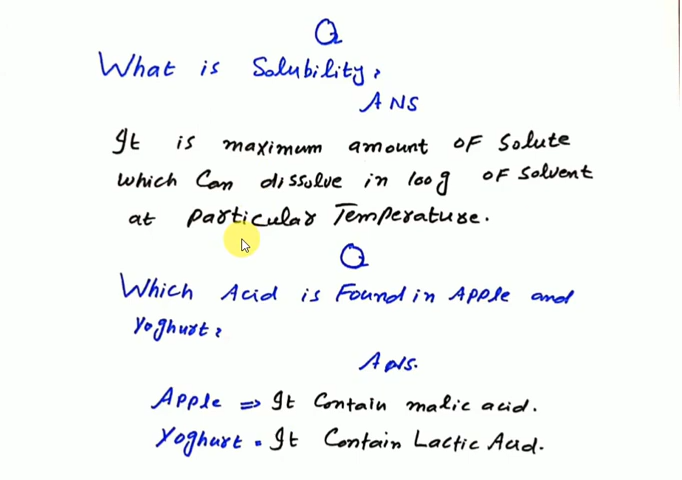 Q
What is Solubility?
ANS
It is maximum amount of solute
which can dissolve in 100g of solvent
at particular Temperature.
Q
Which Acid is Found in Apple and
Yoghurt?
Ans.
Apple => It contain malic acid.
Yoghurt = It contain Lactic Acid.